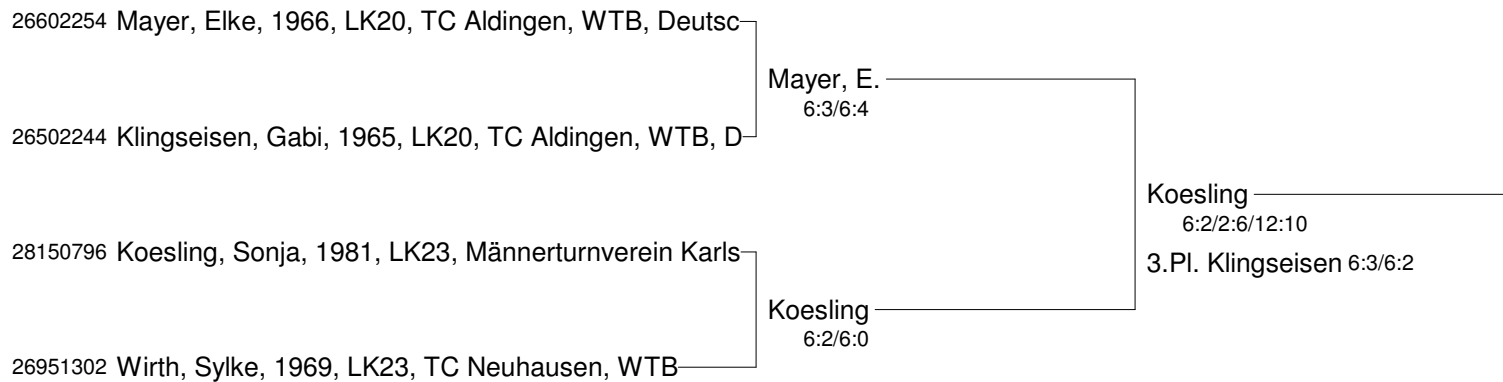 26602254 Mayer, Elke, 1966, LK20, TC Aldingen, WTB, Deutsc
Mayer, E.
6:3/6:4
26502244 Klingseisen, Gabi, 1965, LK20, TC Aldingen, WTB, D
Koesling
6:2/2:6/12:10
28150796 Koesling, Sonja, 1981, LK23, Männerturnverein Karls
3.Pl. Klingseisen 6:3/6:2
Koesling
6:2/6:0
26951302 Wirth, Sylke, 1969, LK23, TC Neuhausen, WTB